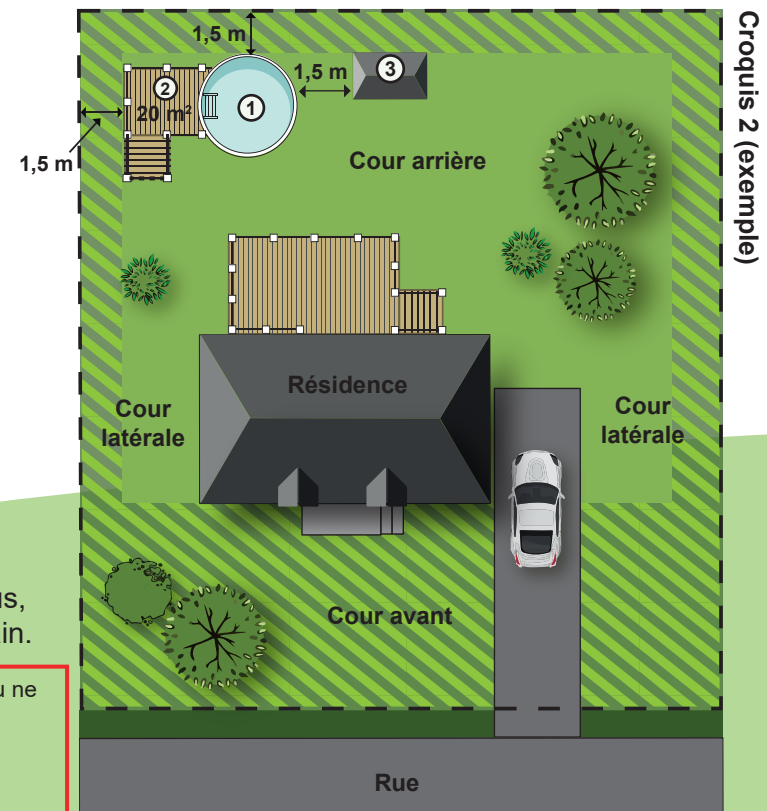 Croquis 2 (exemple)
1,5 m
1,5 m
3
2
20 m²
1
1,5 m
Cour arrière
Résidence
Cour
latérale
Cour
latérale
Cour avant
Rue
in.
u ne